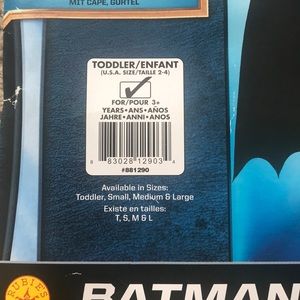 MIT CAPE, GÜRTEL
TODDLER/ENFANT
(U.S.A. SIZE/TAILLE 2-4)
FOR/POUR 3+
YEARS•ANS•AÑOS
JAHRE•ANNI•ANOS
8 83028 12903 4
#881290
Available in Sizes:
Toddler, Small, Medium & Large
Existe en tailles:
T, S, M & L
RUBIE'S
BATMAN